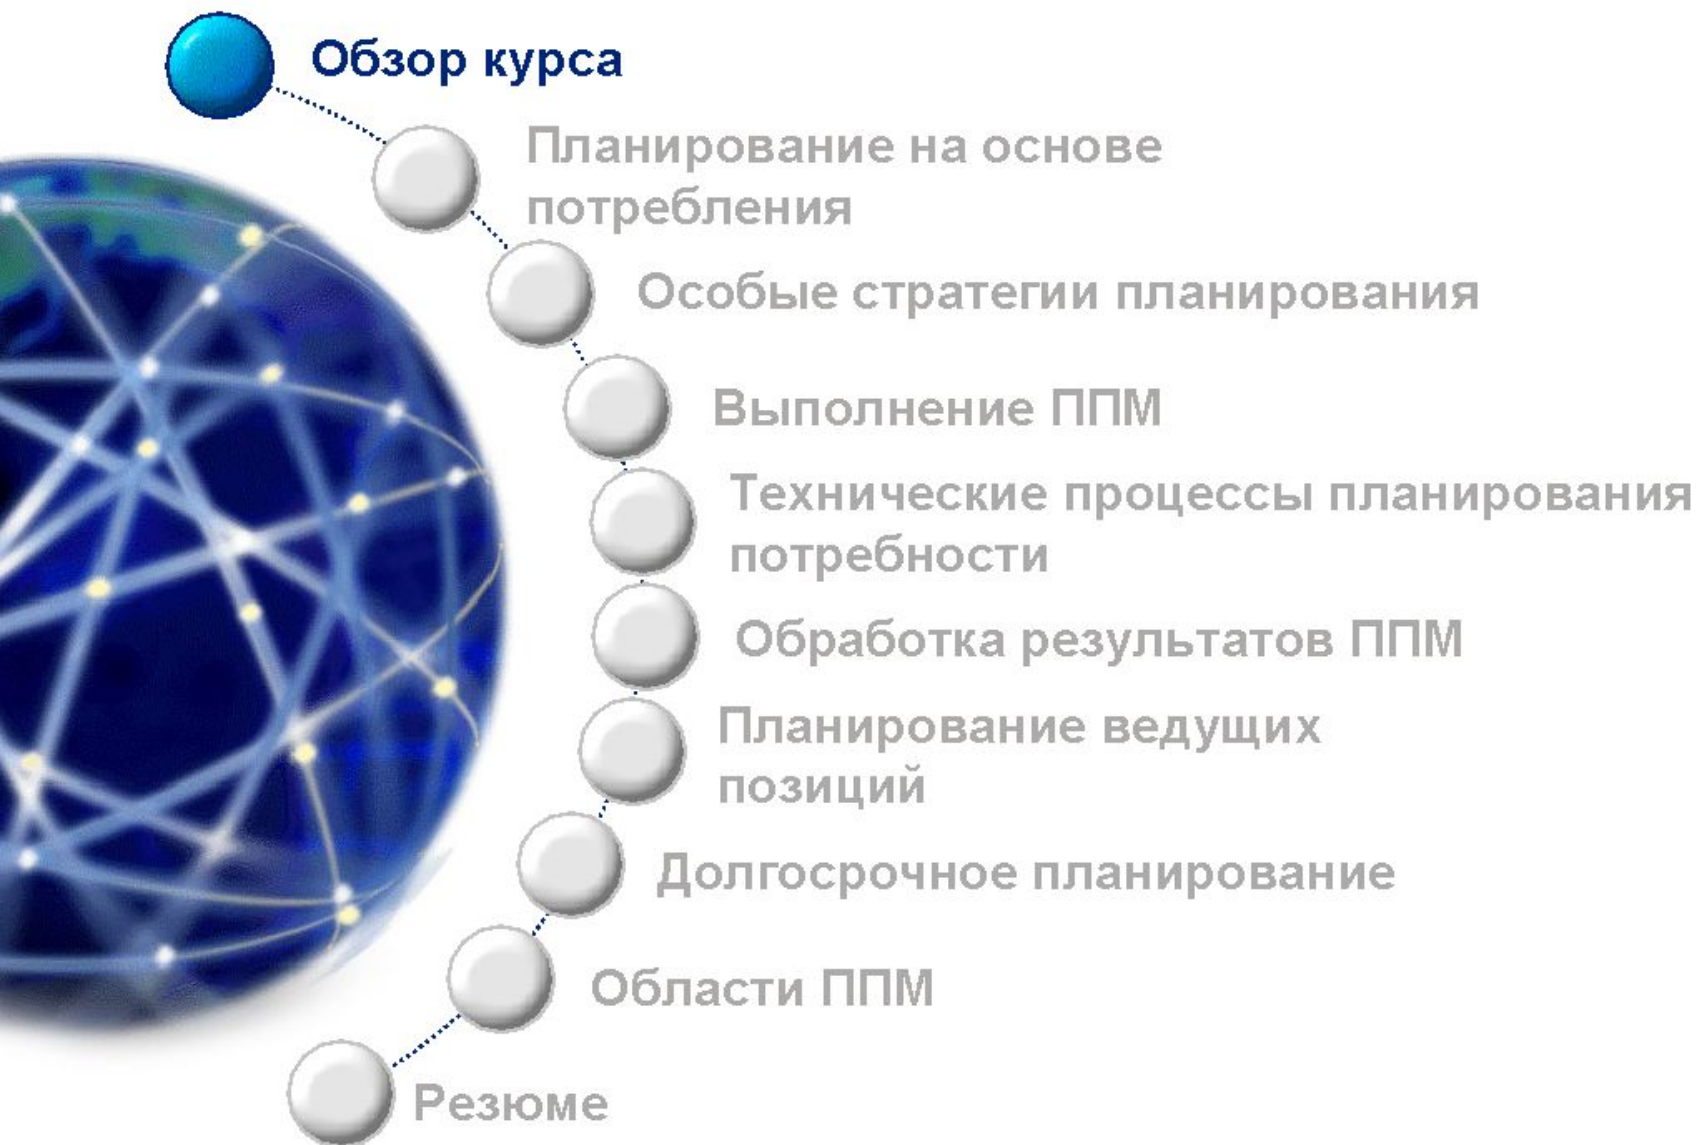 Обзор курса
Планирование на основе
потребления
Особые стратегии планирования
Выполнение ППМ
Технические процессы планирования
потребности
Обработка результатов ППМ
Планирование ведущих
позиций
Долгосрочное планирование
Области ППМ
Резюме